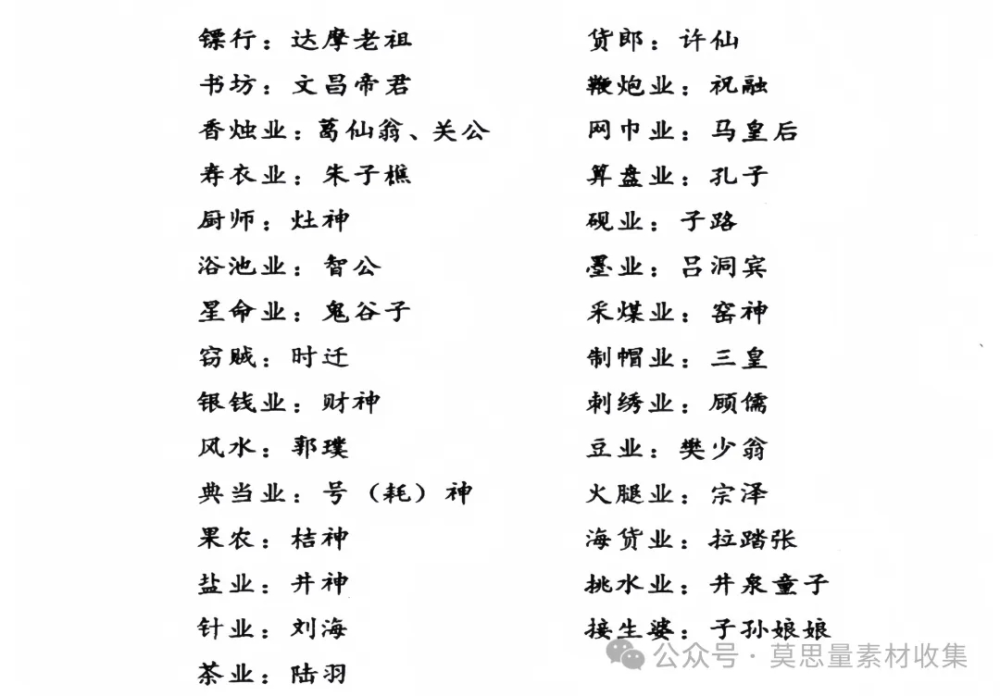 镖行：达摩老祖
书坊：文昌帝君
香烛业：葛仙翁、关公
寿衣业：朱子樵
厨师：灶神
浴池业：智公
星命业：鬼谷子
窃贼：时迁
银钱业：财神
风水：郭璞
典当业：号（耗）神
果农：桔神
盐业：井神
针业：刘海
茶业：陆羽
货郎：许仙
鞭炮业：祝融
网巾业：马皇后
算盘业：孔子
砚业：子路
墨业：吕洞宾
采煤业：窑神
制帽业：三皇
刺绣业：顾儒
豆业：樊少翁
火腿业：宗泽
海货业：拉踏张
挑水业：井泉童子
接生婆：子孙娘娘
公众号·莫思量素材收集